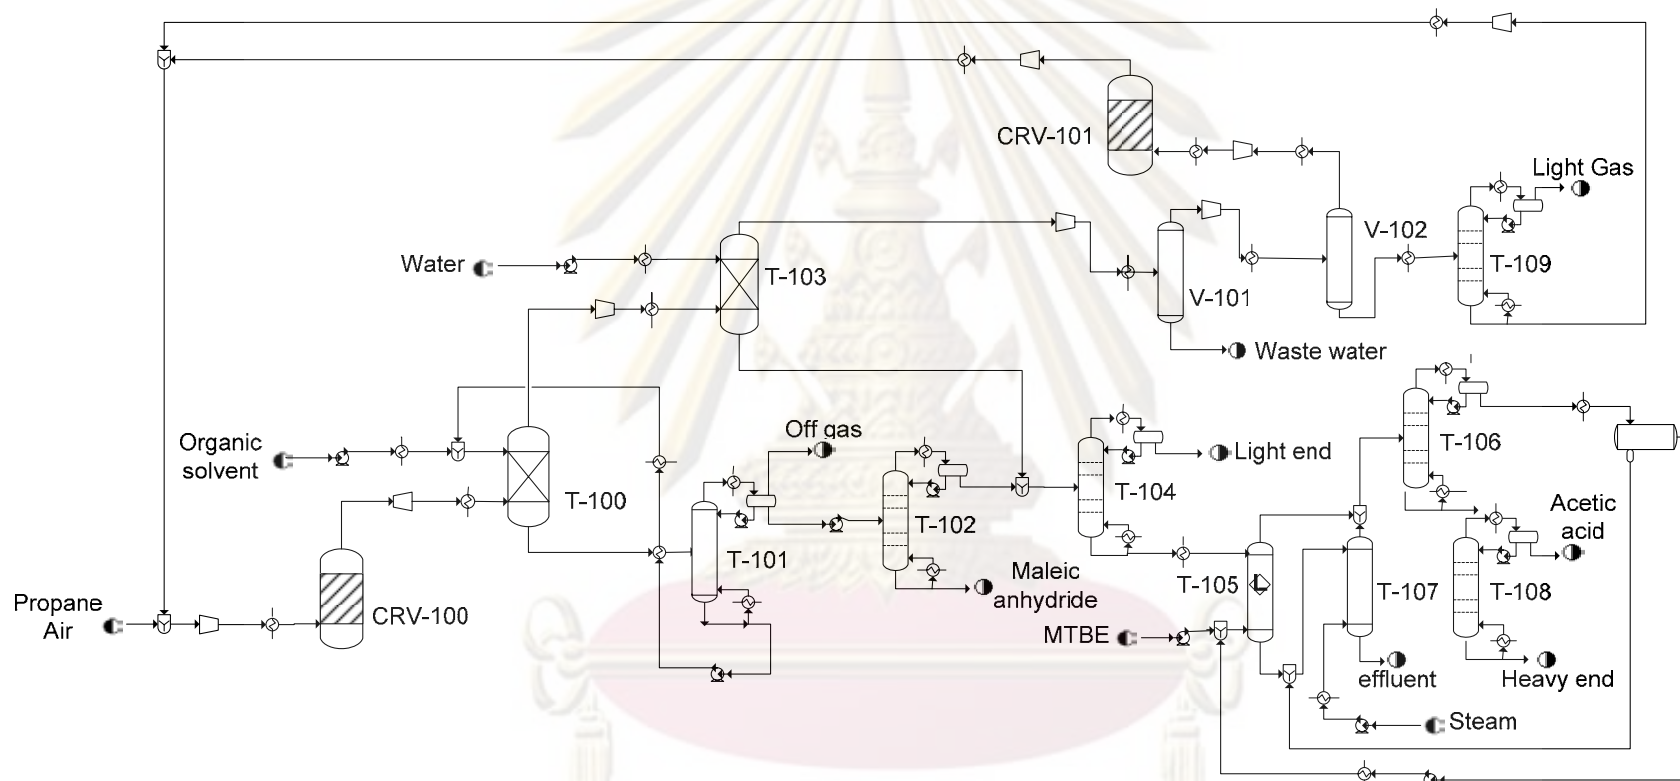 CRV-101
Light Gas
V-102
T-109
Water
T-103
V-101
Waste water
Organic
solvent
T-100
Off gas
T-106
T-102
T-104
Light end
Acetic
acid
T-101
Maleic
anhydride
T-105
T-107
T-108
Propane
Air
CRV-100
MTBE
effluent
Heavy end
Steam